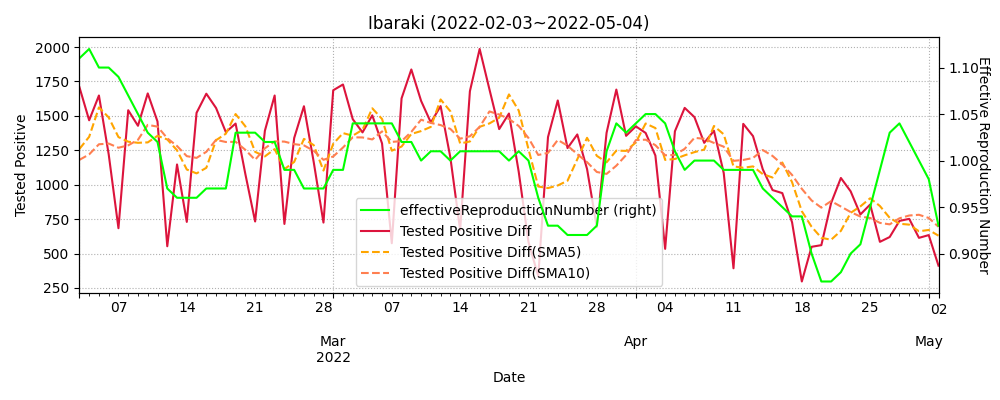 Ibaraki (2022-02-03~2022-05-04)
Tested Positive
2000
1750
1500
1250
1000
750
500
250
1.10
1.05
1.00
0.95
0.90
Effective Reproduction Number
effectiveReproductionNumber (right)
Tested Positive Diff
Tested Positive Diff(SMA5)
Tested Positive Diff(SMA10)
07 14 21 28 07 14 21 28 04 11 18 25 02
Mar Apr May
2022
Date